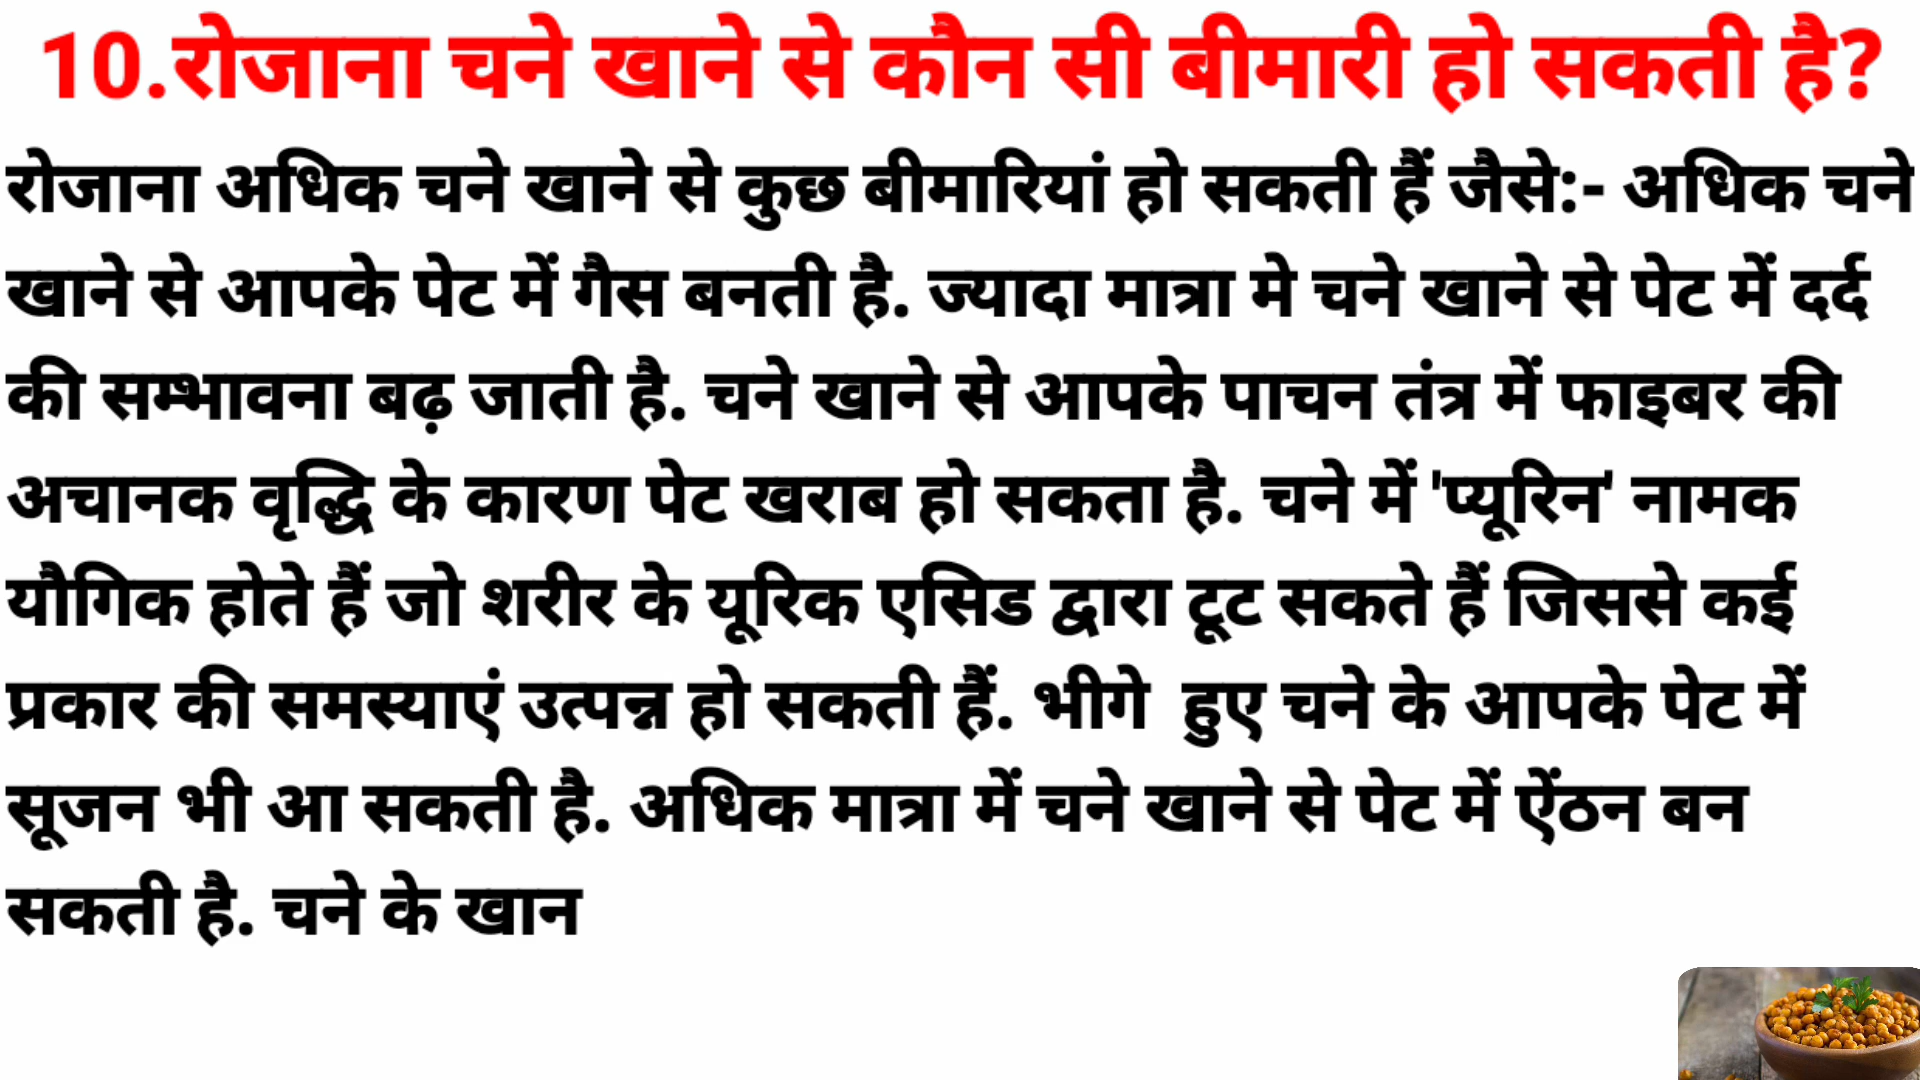 10.रोजाना चने खाने से कौन सी बीमारी हो सकती है?
रोजाना अधिक चने खाने से कुछ बीमारियां हो सकती हैं जैसे:- अधिक चने
खाने से आपके पेट में गैस बनती है. ज्यादा मात्रा मे चने खाने से पेट में दर्द
की सम्भावना बढ़ जाती है. चने खाने से आपके पाचन तंत्र में फाइबर की
अचानक वृद्धि के कारण पेट खराब हो सकता है. चने में 'प्यूरिन' नामक
यौगिक होते हैं जो शरीर के यूरिक एसिड द्वारा टूट सकते हैं जिससे कई
प्रकार की समस्याएं उत्पन्न हो सकती हैं. भीगे  हुए चने के आपके पेट में
सूजन भी आ सकती है. अधिक मात्रा में चने खाने से पेट में ऐंठन बन
सकती है. चने के खान